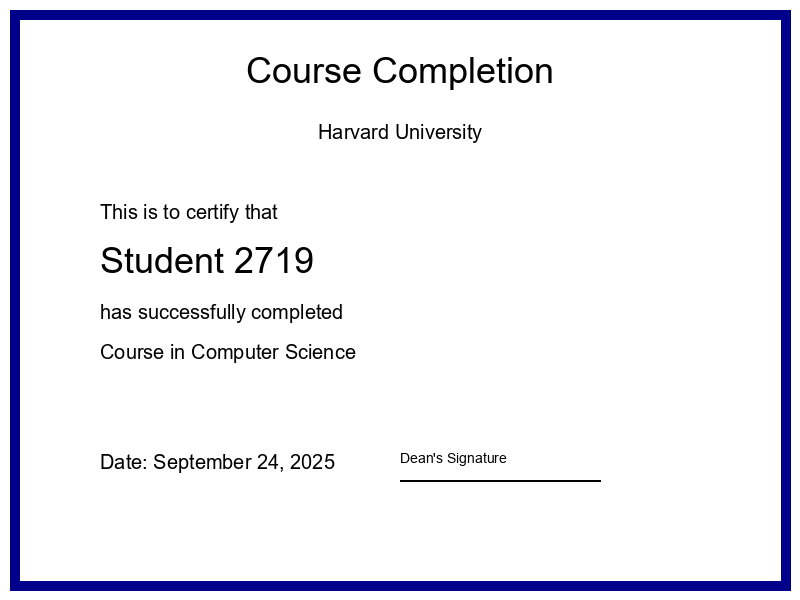 Course Completion
Harvard University
This is to certify that
Student 2719
has successfully completed
Course in Computer Science
Date: September 24, 2025
Dean's Signature